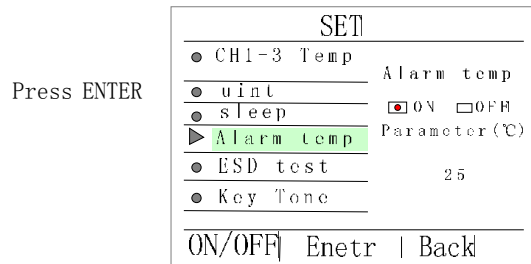 Press ENTER
SET
CH1-3 Temp
uint
sleep
Alarm temp
ESD test
Key Tone
Alarm temp
ON OFF
Parameter(℃)
25
ON/OFF| Enetr | Back|